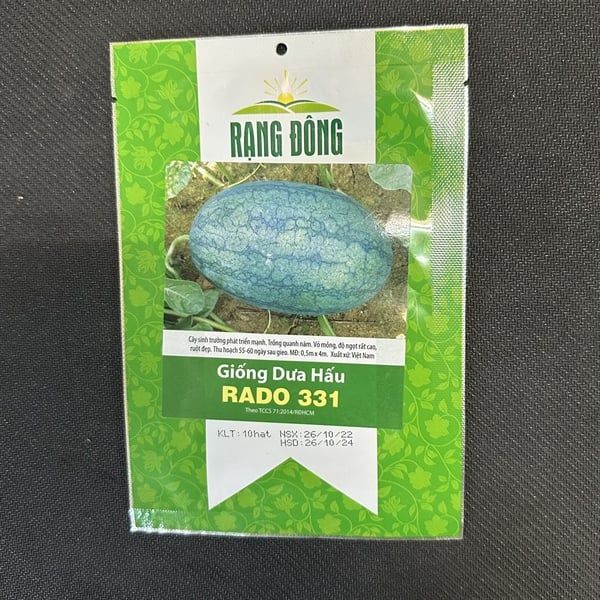 RẠNG ĐÔNG
Cây sinh trưởng phát triển mạnh. Trồng quanh năm. Vỏ mỏng, độ ngọt rất cao,
ruột đẹp. Thu hoạch 55-60 ngày sau gieo. MĐ: 0,5m x 4m. Xuất xứ: Việt Nam
Giống Dưa Hấu
RADO 331
Theo TCCS 71:2014/RĐHCM
KLT: 10hat NSX: 26/10/22
HSD: 26/10/24